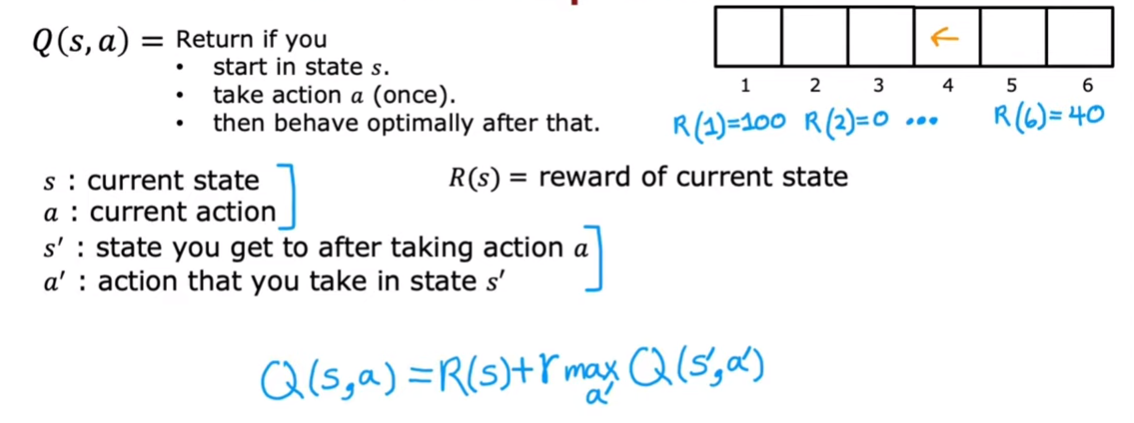 Q(s, a) = Return if you
• start in state s.
• take action a (once).
• then behave optimally after that.
←
1 2 3 4 5 6
R(1)=100 R(2)=0 ... R(6)=40
s : current state
R(s) = reward of current state
a : current action
s′ : state you get to after taking action a
a′ : action that you take in state s′
Q(s,a) = R(s)+γ max Q(s′,a′)
a′